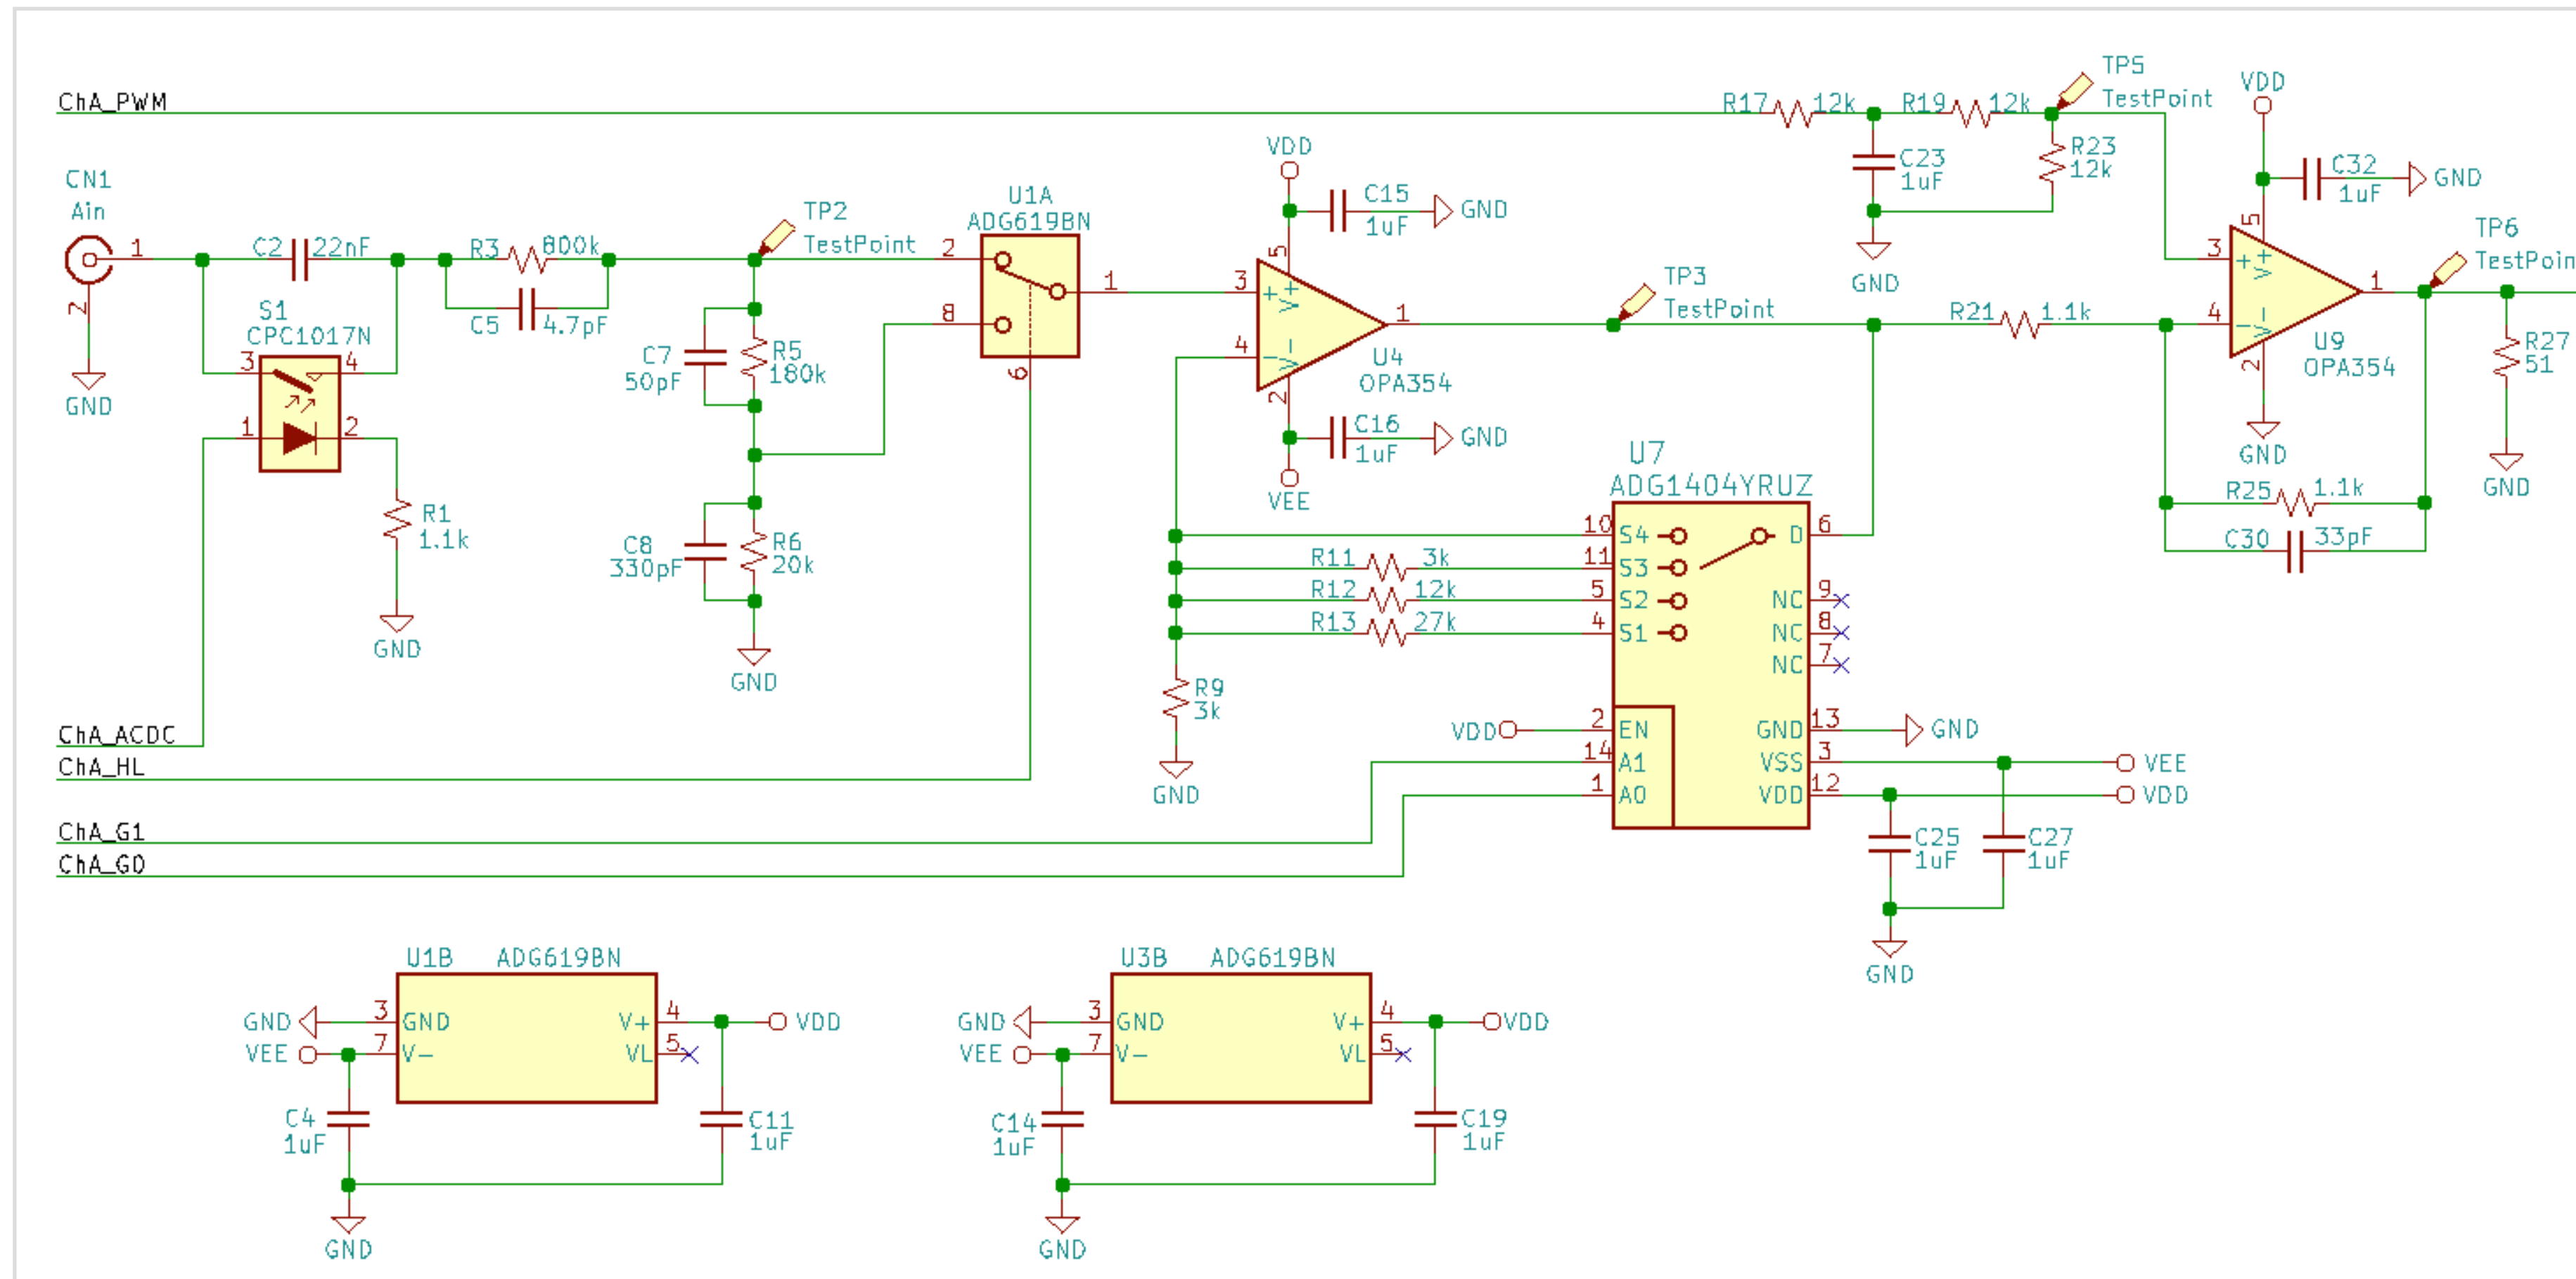 ChA_PWM
R17 12k
R19 12k
TP5
TestPoint
VDD
C23
1uF
R23
12k
GND
C32
1uF
GND
CN1
Ain
1
2
GND
C2 22nF
S1
CPC1017N
3 4
1 2
R1
1.1k
GND
R3 800k
C5 4.7pF
TP2
TestPoint
C7
50pF
R5
180k
C8
330pF
R6
20k
GND
U1A
ADG619BN
2
8
1
6
VDD
C15
1uF
GND
5
3
4
1
2
+
V+
V-
U4
OPA354
C16
1uF
GND
VEE
TP3
TestPoint
R21 1.1k
3
4
5
2
1
+
V+
V-
U9
OPA354
GND
TP6
TestPoin
R27
51
GND
R25 1.1k
C30 33pF
U7
ADG1404YRUZ
10 S4 D 6
R11 3k 11 S3
R12 12k 5 S2 NC 9
R13 27k 4 S1 NC 8
NC 7
R9
3k
GND
VDD 2 EN GND 13 GND
14 A1 VSS 3 VEE
1 A0 VDD 12 VDD
C25
1uF
C27
1uF
GND
ChA_ACDC
ChA_HL
ChA_G1
ChA_G0
U1B ADG619BN
GND 3 GND V+ 4 VDD
VEE 7 V- VL 5
C4
1uF
C11
1uF
GND
U3B ADG619BN
GND 3 GND V+ 4 VDD
VEE 7 V- VL 5
C14
1uF
C19
1uF
GND